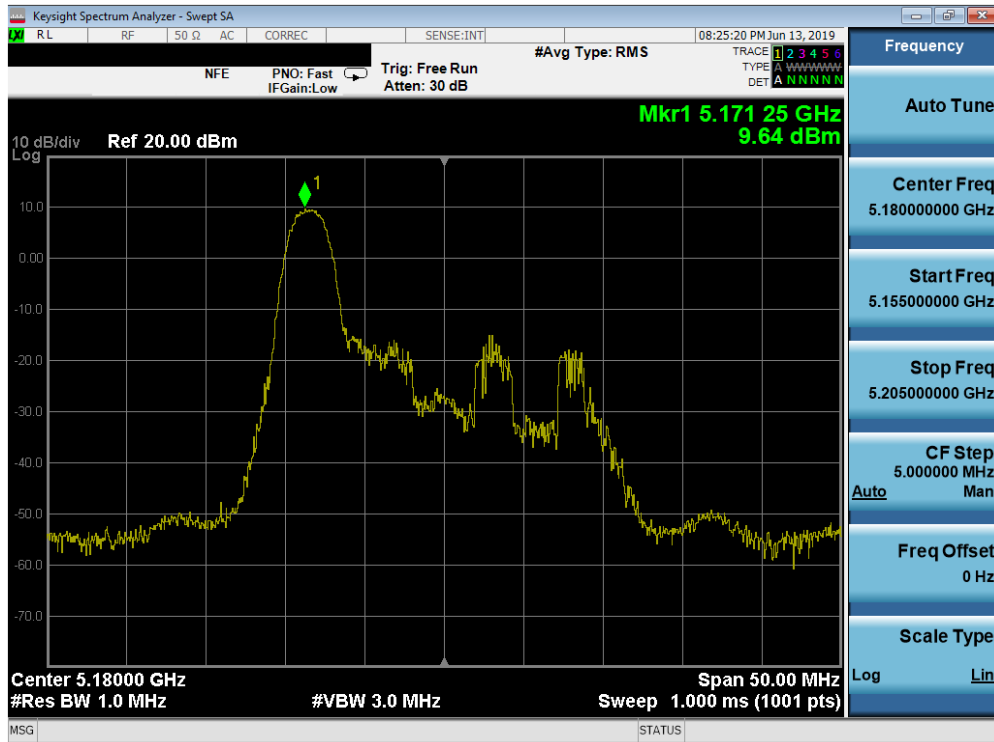 Keysight Spectrum Analyzer - Swept SA
LXI RL RF 50 Ω AC CORREC SENSE:INT 08:25:20 PM Jun 13, 2019
NFE PNO: Fast IFGain:Low
Trig: Free Run
Atten: 30 dB
#Avg Type: RMS
TRACE 1 2 3 4 5 6
TYPE A WWWWW
DET A N N N N N
Mkr1 5.171 25 GHz
9.64 dBm
10 dB/div Ref 20.00 dBm
Log
1
10.0
0.00
-10.0
-20.0
-30.0
-40.0
-50.0
-60.0
-70.0
Center 5.18000 GHz Span 50.00 MHz
#Res BW 1.0 MHz #VBW 3.0 MHz Sweep 1.000 ms (1001 pts)
MSG STATUS
Frequency
Auto Tune
Center Freq
5.180000000 GHz
Start Freq
5.155000000 GHz
Stop Freq
5.205000000 GHz
CF Step
5.000000 MHz
Auto Man
Freq Offset
0 Hz
Scale Type
Log Lin